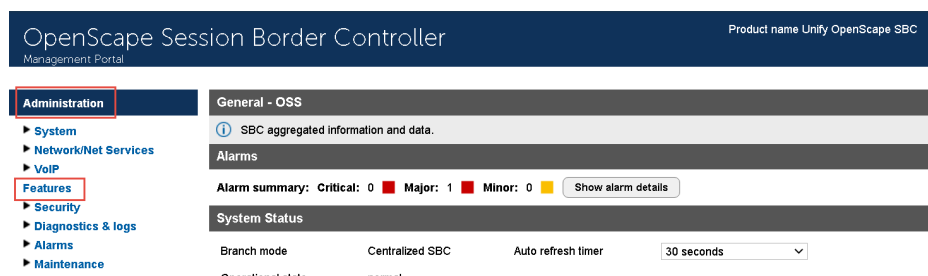 OpenScape Session Border Controller
Management Portal
Product name Unify OpenScape SBC
Administration
System
Network/Net Services
VoIP
Features
Security
Diagnostics & logs
Alarms
Maintenance
General - OSS
SBC aggregated information and data.
Alarms
Alarm summary: Critical: 0 Major: 1 Minor: 0 Show alarm details
System Status
Branch mode Centralized SBC Auto refresh timer 30 seconds